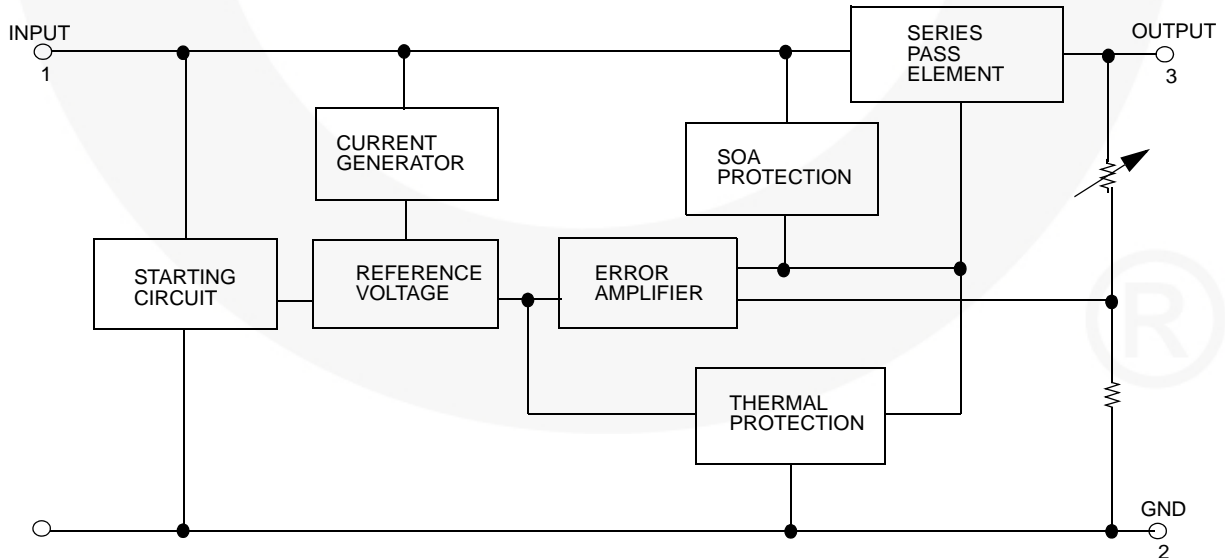 INPUT
1
SERIES
PASS
ELEMENT
OUTPUT
3
CURRENT
GENERATOR
SOA
PROTECTION
STARTING
CIRCUIT
REFERENCE
VOLTAGE
ERROR
AMPLIFIER
THERMAL
PROTECTION
GND
2
®